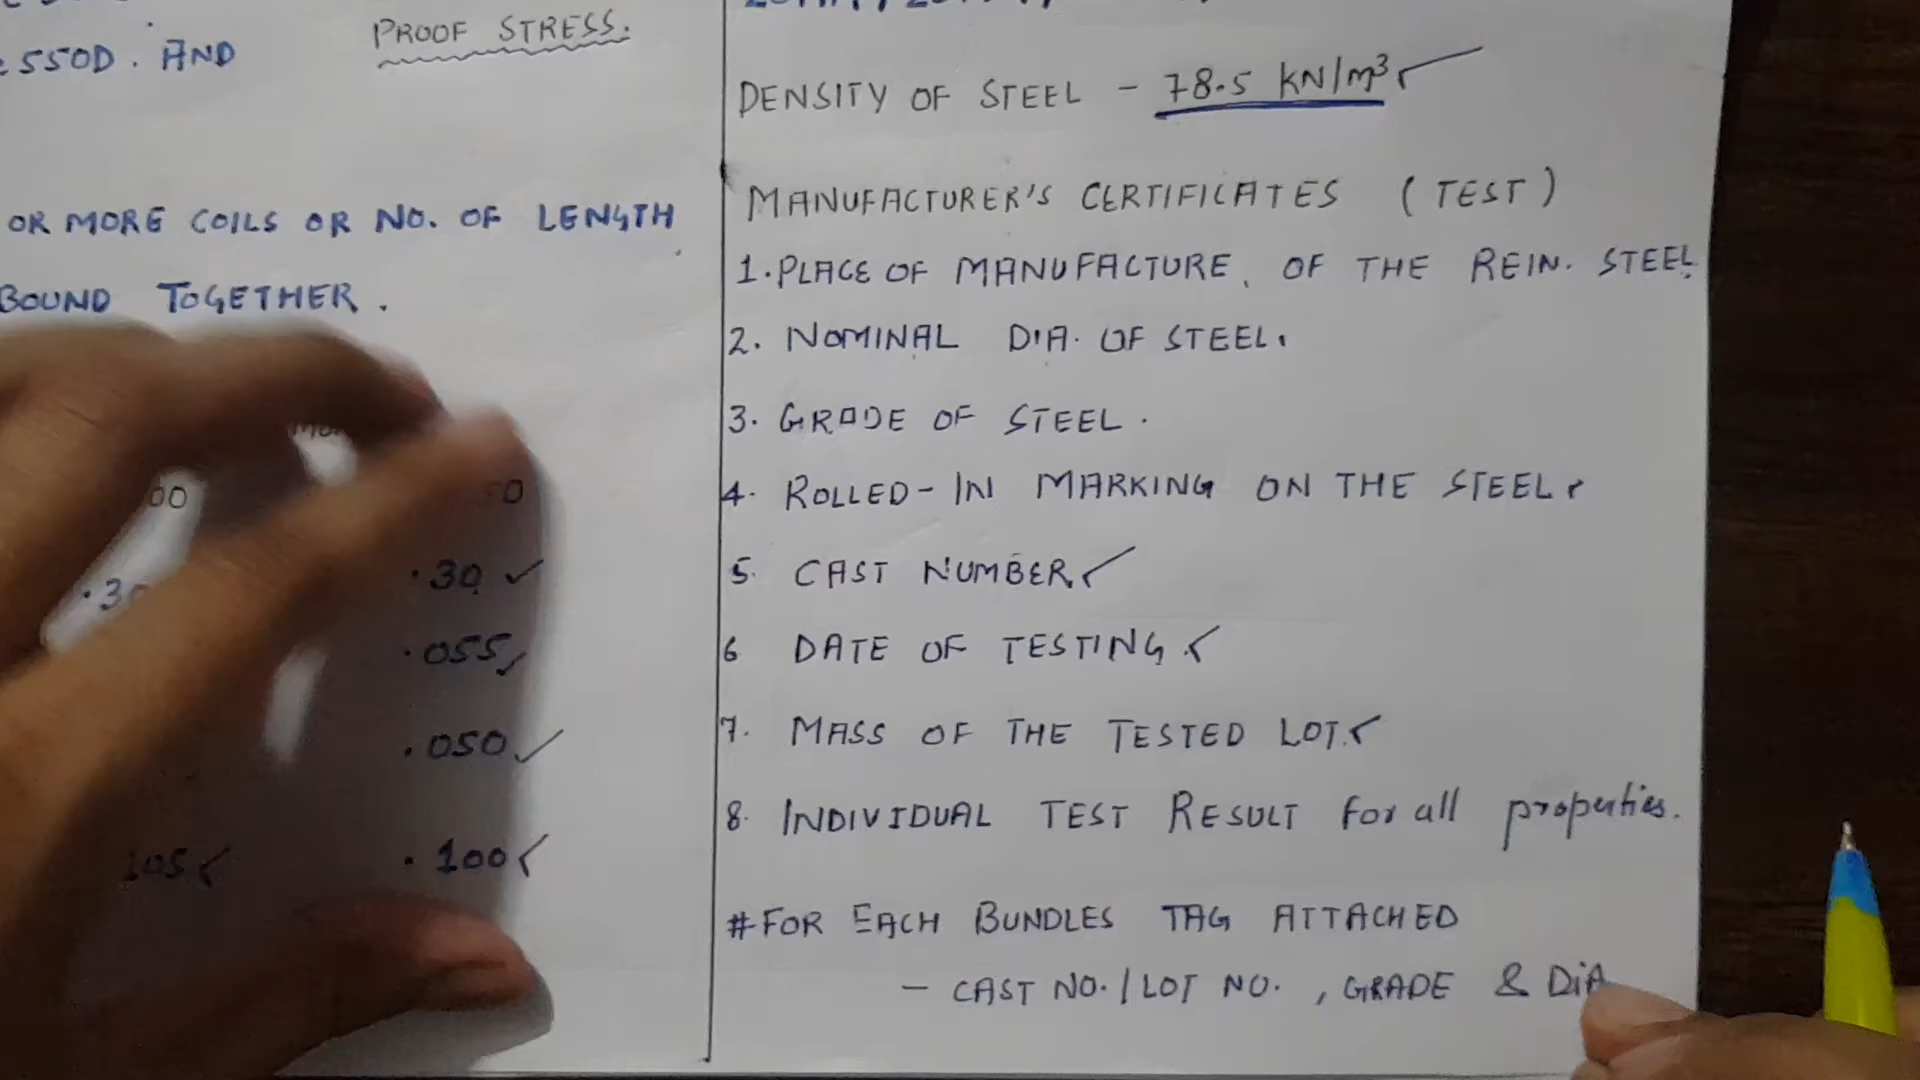 550D. AND
PROOF STRESS.
OR MORE COILS OR NO. OF LENGTH
BOUND TOGETHER.
.30
.055
.050
105
.100
DENSITY OF STEEL - 78.5 KN/m³
MANUFACTURER'S CERTIFICATES (TEST)
1. PLACE OF MANUFACTURE, OF THE REIN. STEEL
2. NOMINAL DIA. OF STEEL.
3. GRADE OF STEEL.
4. ROLLED-IN MARKING ON THE STEEL.
5. CAST NUMBER
6 DATE OF TESTING
7. MASS OF THE TESTED LOT.
8. INDIVIDUAL TEST RESULT for all properties.
# FOR EACH BUNDLES TAG ATTACHED
- CAST NO. / LOT NO., GRADE & DIA